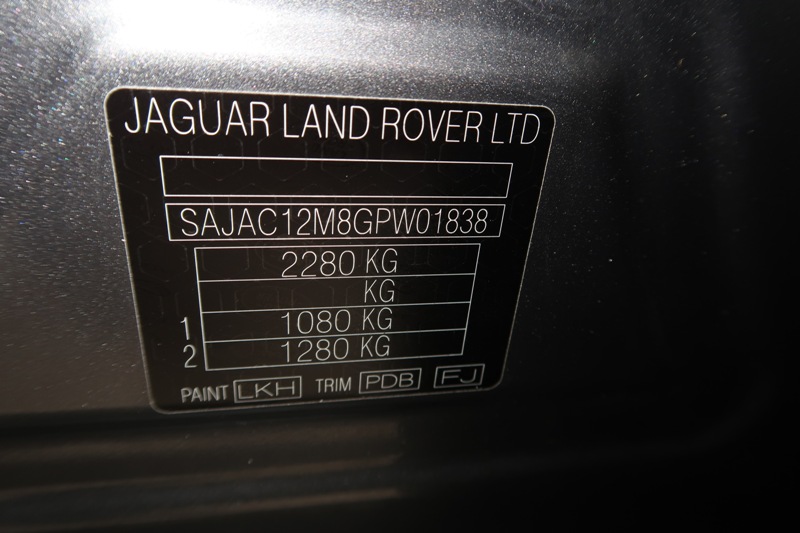 JAGUAR LAND ROVER LTD
SAJAC12M8GPW01838
2280 KG
KG
1 1080 KG
2 1280 KG
PAINT LKH TRIM PDB FJ